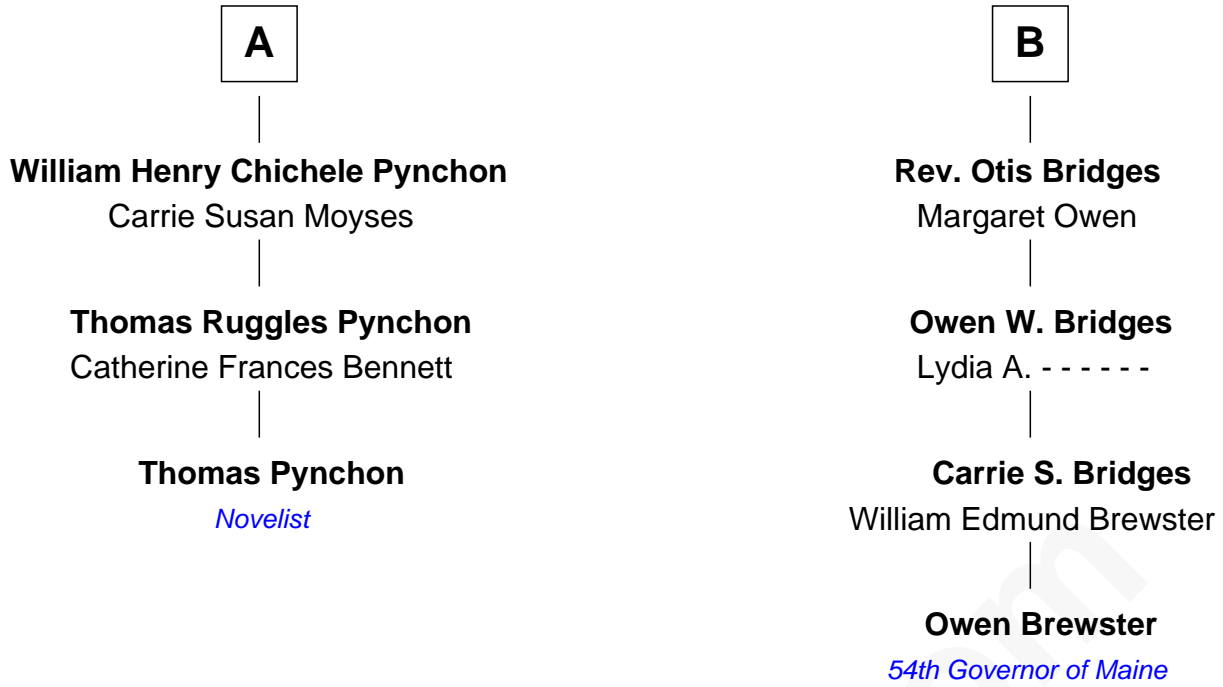 A
William Henry Chichele Pynchon
Carrie Susan Moyses
Thomas Ruggles Pynchon
Catherine Frances Bennett
Thomas Pynchon
Novelist
B
Rev. Otis Bridges
Margaret Owen
Owen W. Bridges
Lydia A. - - - - - -
Carrie S. Bridges
William Edmund Brewster
Owen Brewster
54th Governor of Maine